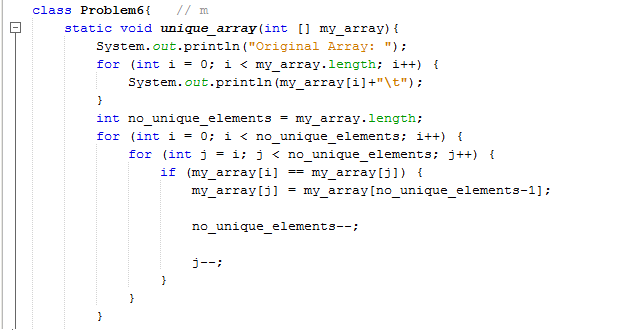 class Problem6{   // m
static void unique_array(int [] my_array){
System.out.println("Original Array: ");
for (int i = 0; i < my_array.length; i++) {
System.out.println(my_array[i]+"\t");
}
int no_unique_elements = my_array.length;
for (int i = 0; i < no_unique_elements; i++) {
for (int j = i; j < no_unique_elements; j++) {
if (my_array[i] == my_array[j]) {
my_array[j] = my_array[no_unique_elements-1];
no_unique_elements--;
j--;
}
}
}